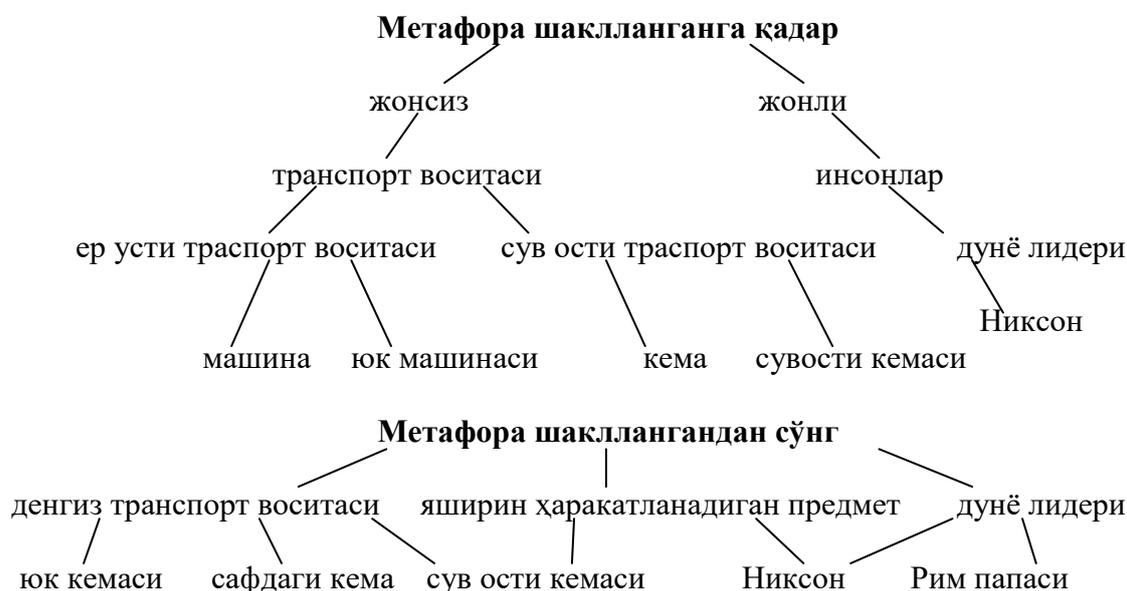 Метафора шаклланганга қадар
жонсиз жонли
транспорт воситаси инсонлар
ер усти траспорт воситаси сув ости траспорт воситаси дунё лидери
Никсон
машина юк машинаси кема сувости кемаси
Метафора шакллангандан сўнг
денгиз транспорт воситаси яширин ҳаракатланадиган предмет дунё лидери
юк кемаси сафдаги кема сув ости кемаси Никсон Рим папаси